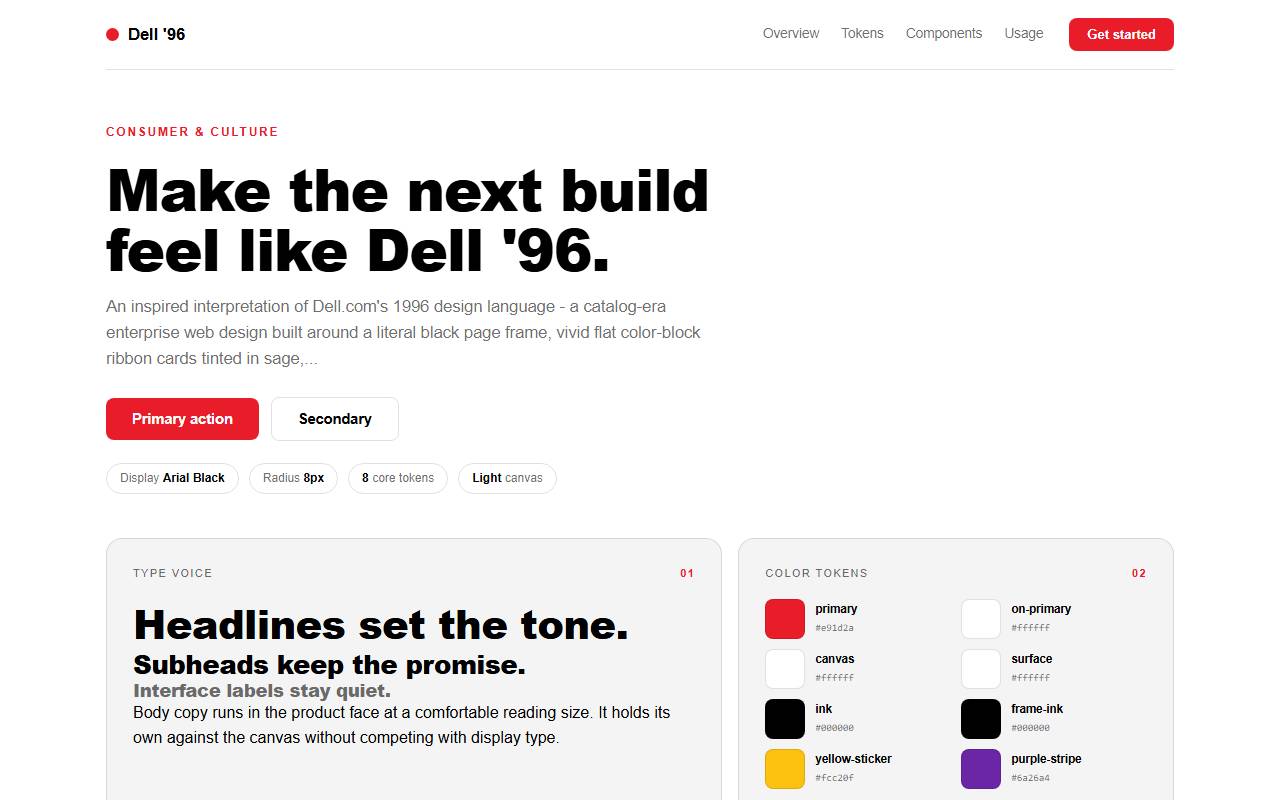 Dell '96
Overview
Tokens
Components
Usage
Get started
CONSUMER & CULTURE
Make the next build
feel like Dell '96.
An inspired interpretation of Dell.com's 1996 design language - a catalog-era
enterprise web design built around a literal black page frame, vivid flat color-block
ribbon cards tinted in sage,...
Primary action
Secondary
Display Arial Black
Radius 8px
8 core tokens
Light canvas
TYPE VOICE
01
Headlines set the tone.
Subheads keep the promise.
Interface labels stay quiet.
Body copy runs in the product face at a comfortable reading size. It holds its
own against the canvas without competing with display type.
COLOR TOKENS
02
primary
#e91d2a
on-primary
#ffffff
canvas
#ffffff
surface
#ffffff
ink
#000000
frame-ink
#000000
yellow-sticker
#fcc20f
purple-stripe
#6a26a4